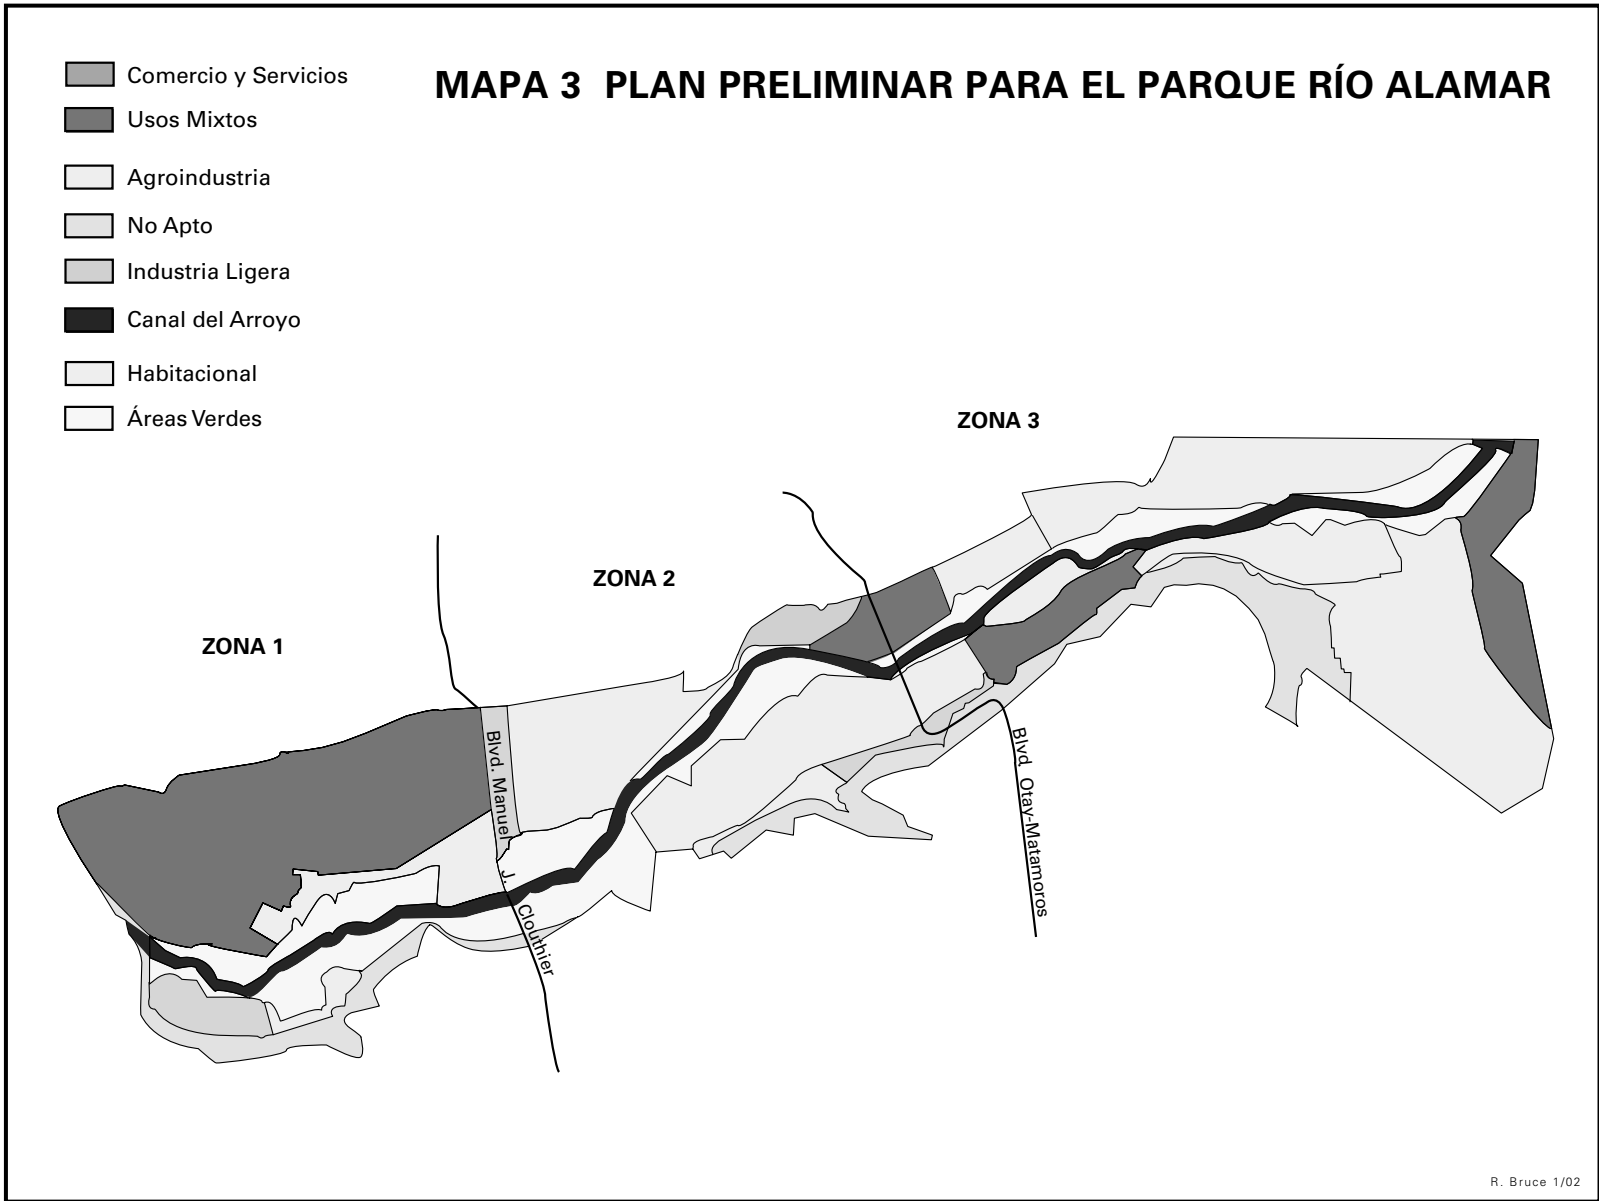 MAPA 3 PLAN PRELIMINAR PARA EL PARQUE RÍO ALAMAR
Comercio y Servicios
Usos Mixtos
Agroindustria
No Apto
Industria Ligera
Canal del Arroyo
Habitacional
Áreas Verdes
ZONA 3
ZONA 2
ZONA 1
Blvd. Manuel J. Clouthier
Blvd. Otay-Matamoros
R. Bruce 1/02